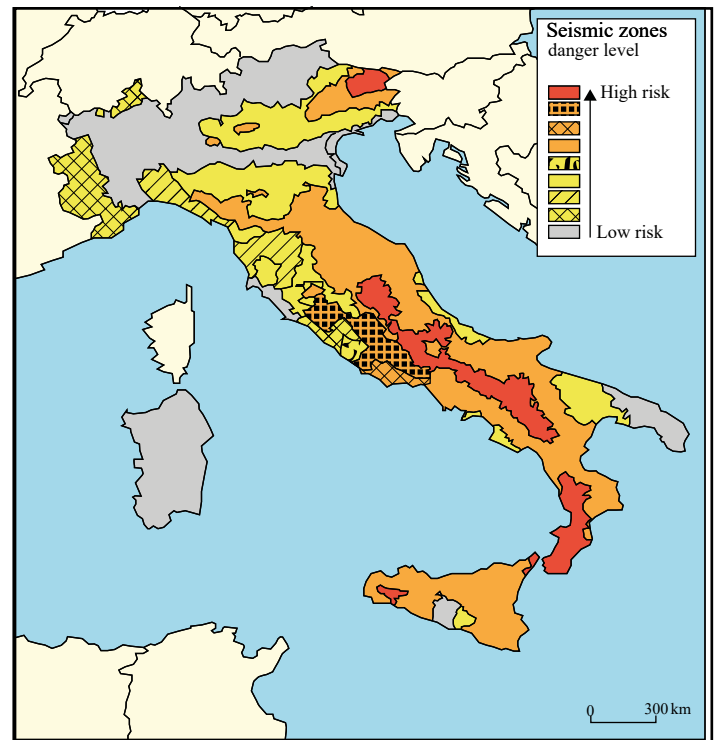 Seismic zones
danger level
High risk
Low risk
0 300 km